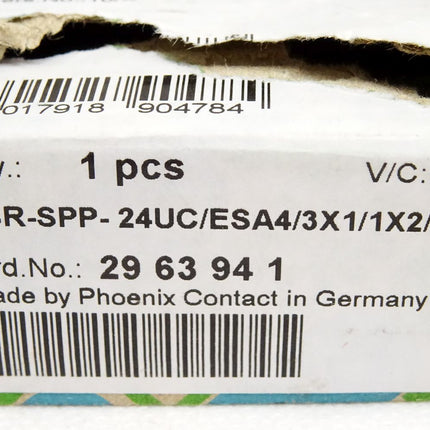 017918 904784
.: 1 pcs V/C:
R-SPP- 24UC/ESA4/3X1/1X2/
rd.No.: 29 63 94 1
ade by Phoenix Contact in Germany